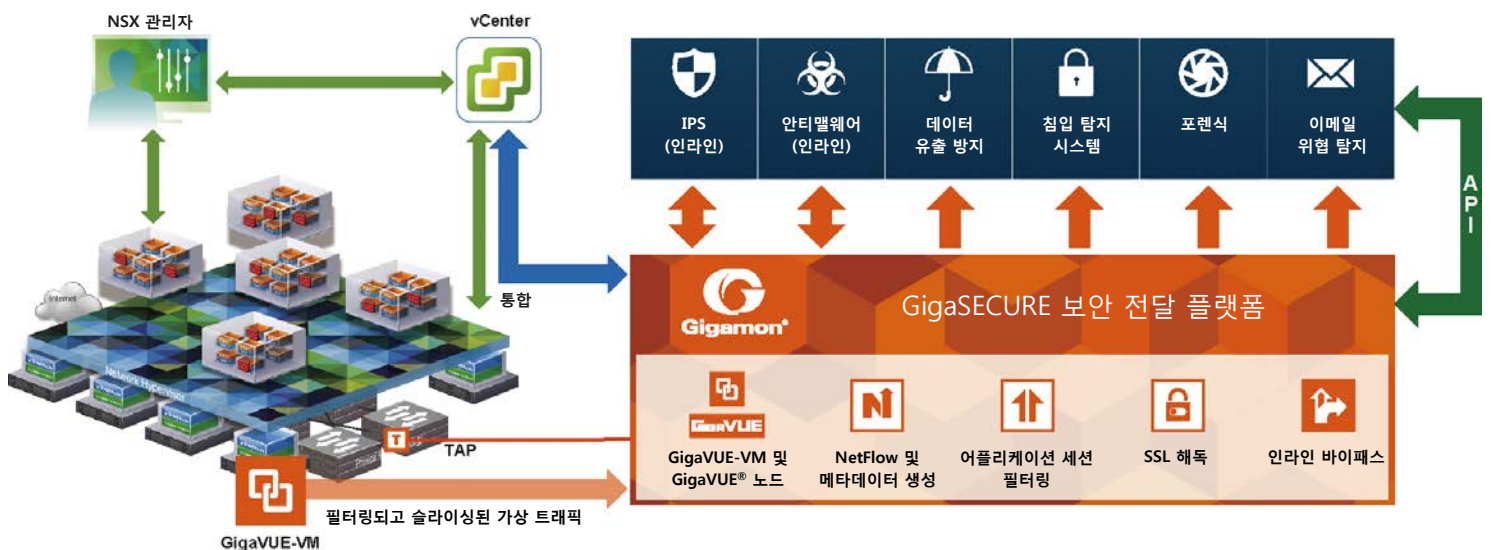 NSX 관리자
vCenter
IPS
(인라인)
안티맬웨어
(인라인)
데이터
유출 방지
침입 탐지
시스템
포렌식
이메일
위협 탐지
API
Internet
통합
Network Hypervisor
Gigamon®
GigaSECURE 보안 전달 플랫폼
T
TAP
GigaVUE
GigaVUE-VM 및
GigaVUE® 노드
N
NetFlow 및
메타데이터 생성
어플리케이션 세션
필터링
SSL 해독
인라인 바이패스
필터링되고 슬라이싱된 가상 트래픽
GigaVUE-VM